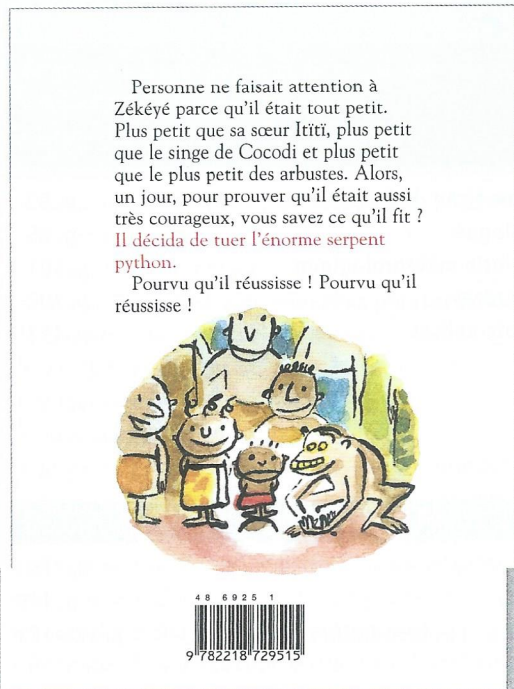 Personne ne faisait attention à
Zékéyé parce qu'il était tout petit.
Plus petit que sa sœur Itïtï, plus petit
que le singe de Cocodi et plus petit
que le plus petit des arbustes. Alors,
un jour, pour prouver qu'il était aussi
très courageux, vous savez ce qu'il fit ?
Il décida de tuer l'énorme serpent
python.
Pourvu qu'il réussisse ! Pourvu qu'il
réussisse !
48 6925 1
9 782218 729515